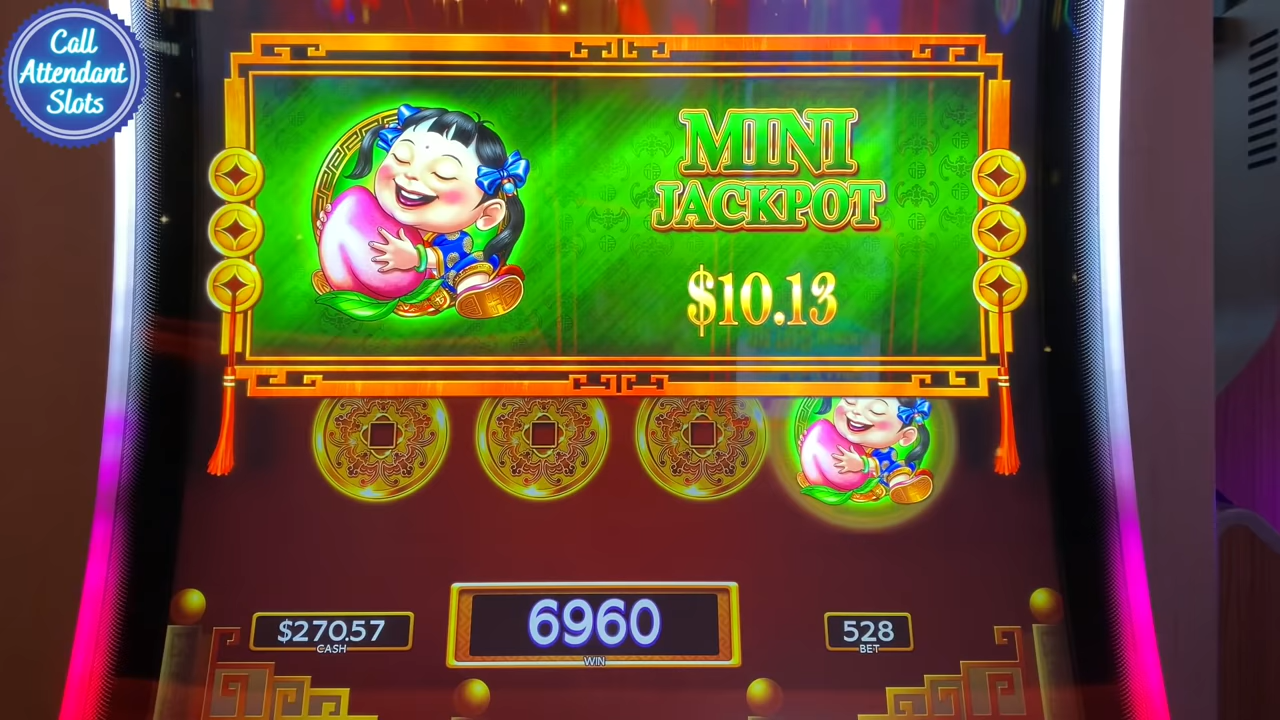 Call
Attendant
Slots
MINI
JACKPOT
$10.13
$270.57
CASH
6960
WIN
528
BET